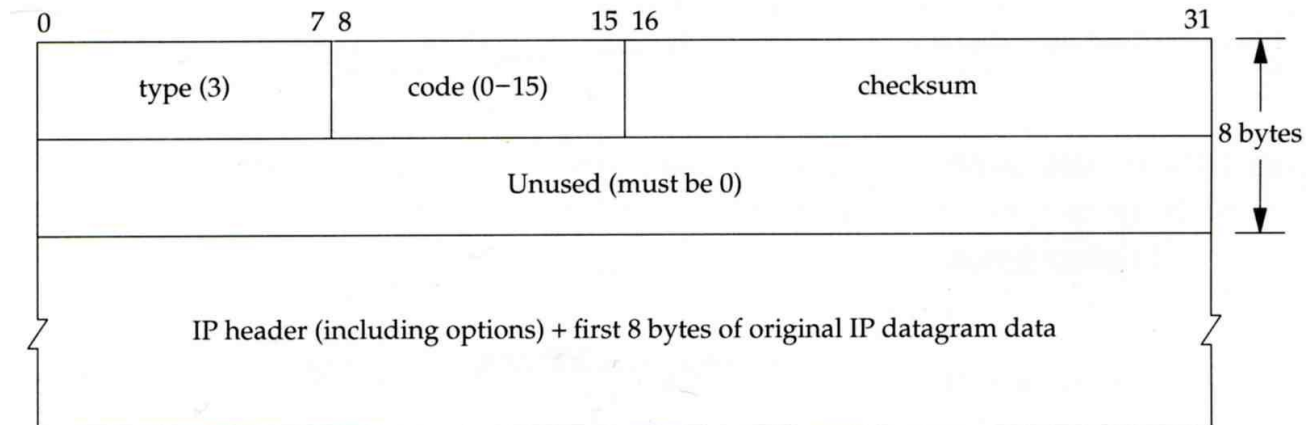 0 7 8 15 16 31
type (3) code (0−15) checksum
8 bytes
Unused (must be 0)
IP header (including options) + first 8 bytes of original IP datagram data